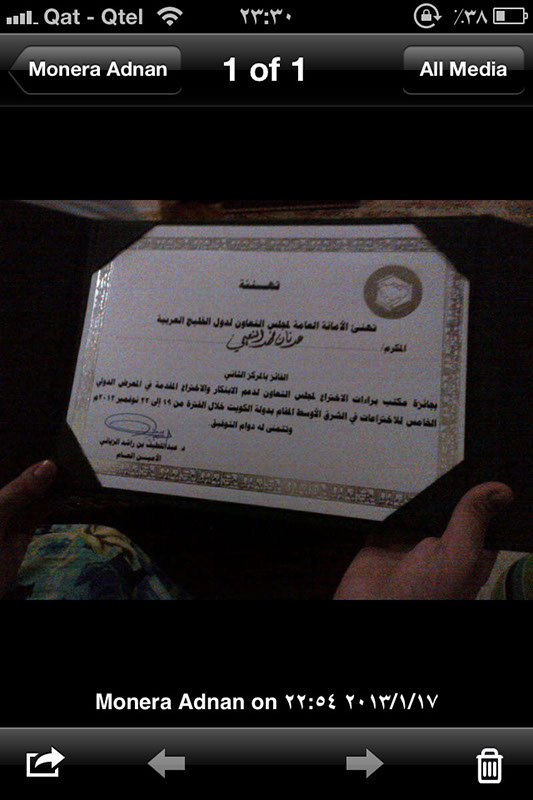 Qat - Qtel ٢٣:٣٠ ٪٣٨
Monera Adnan 1 of 1 All Media
تهنئة
تهنئ الأمانة العامة لمجلس التعاون لدول الخليج العربية
المكرم/ عدنان محمد
الفائز بالمركز الثاني
بجائزة مكتب براءات الاختراع لمجلس التعاون لدعم الابتكار والاختراع المقدمة في المعرض الدولي
الخامس للاختراعات في الشرق الأوسط المقام بدولة الكويت خلال الفترة من ١٩ إلى ٢٢ نوفمبر ٢٠١٢م
وتتمنى له دوام التوفيق.
د. عبداللطيف بن راشد الزياني
الأمين العام
Monera Adnan on ٢٢:٥٤ ٢٠١٣/١/١٧